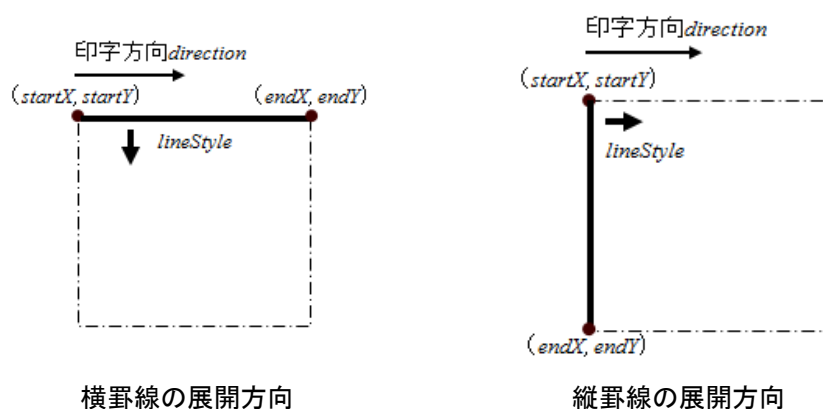 印字方向direction
(startX, startY)
(endX, endY)
lineStyle
横罫線の展開方向
印字方向direction
(startX, startY)
lineStyle
(endX, endY)
縦罫線の展開方向